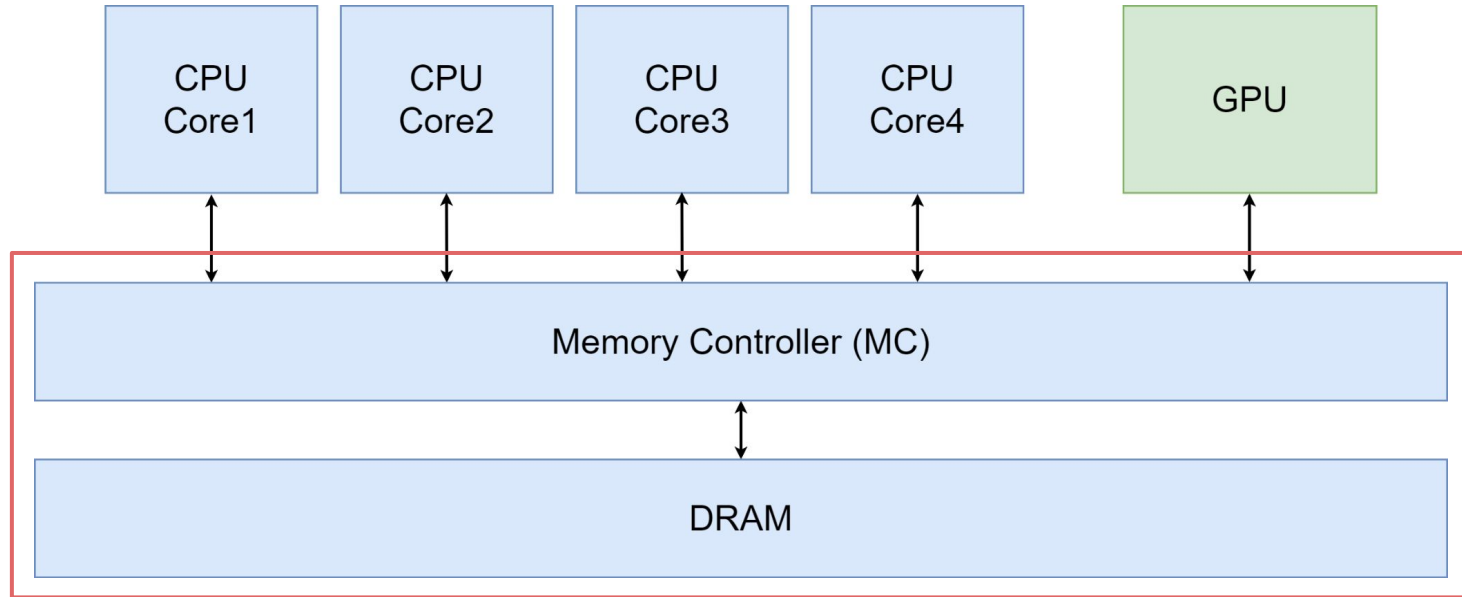 CPU
Core1
CPU
Core2
CPU
Core3
CPU
Core4
GPU
Memory Controller (MC)
DRAM